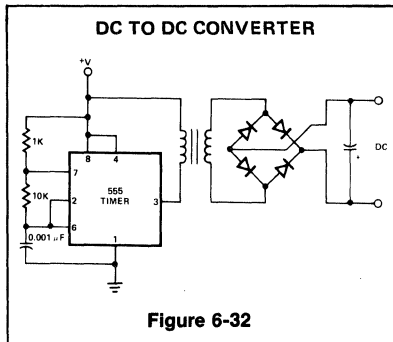 DC TO DC CONVERTER
+V
1K
8 4
7
555
TIMER
10K
2
3
DC
+
6
0.001 µF
1
Figure 6-32